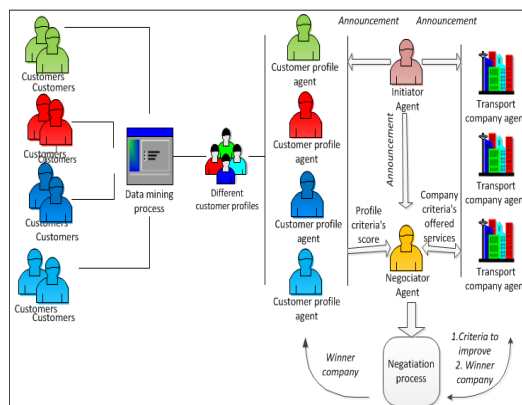 Announcement
Announcement
Customers
Customers
Customer profile
agent
Initiator
Agent
Transport
company agent
Customers
Customers
Data mining
process
Different
customer profiles
Customer profile
agent
Announcement
Transport
company agent
Customers
Customers
Customer profile
agent
Profile
criteria's
score
Company
criteria's
offered
services
Customers
Customers
Customer profile
agent
Negociator
Agent
Transport
company agent
Winner
company
Negatiation
process
1.Criteria to
improve
2. Winner
company